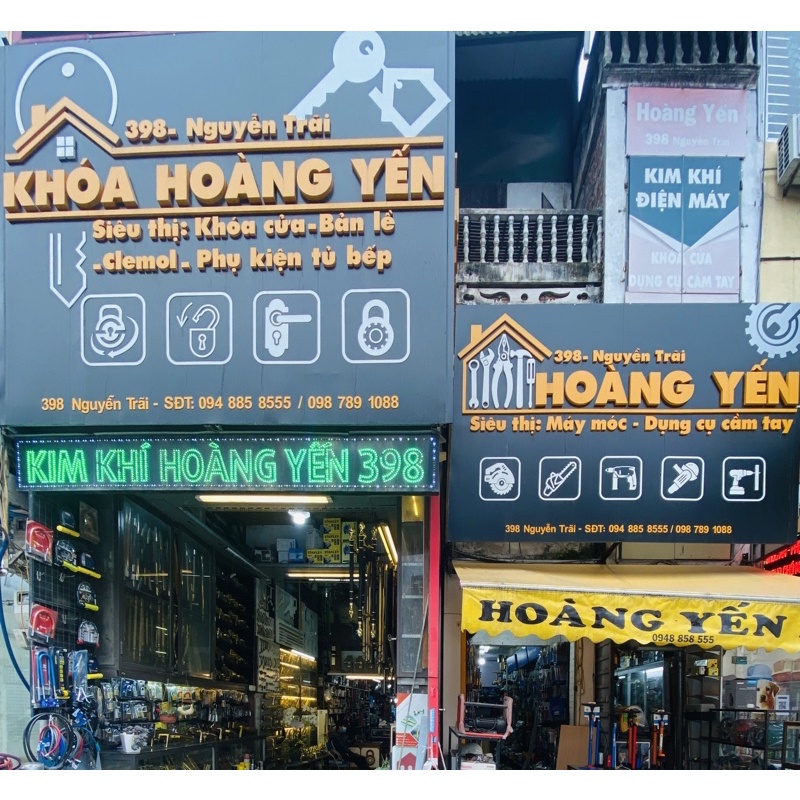 398- Nguyễn Trãi
KHÓA HOÀNG YẾN
Siêu thị: Khóa cửa-Bản lề
-Clemol- Phụ kiện tủ bếp
398 Nguyễn Trãi - SĐT: 094 885 8555 / 098 789 1088
KIM KHÍ HOÀNG YẾN 398
Hoàng Yến
398 Nguyễn Trãi
KIM KHÍ
ĐIỆN MÁY
KHÓA CỬA
DỤNG CỤ CẦM TAY
398- Nguyễn Trãi
HOÀNG YẾN
Siêu thị: Máy móc - Dụng cụ cầm tay
398 Nguyễn Trãi - SĐT: 094 885 8555 / 098 789 1088
HOÀNG YẾN
0948 858 555